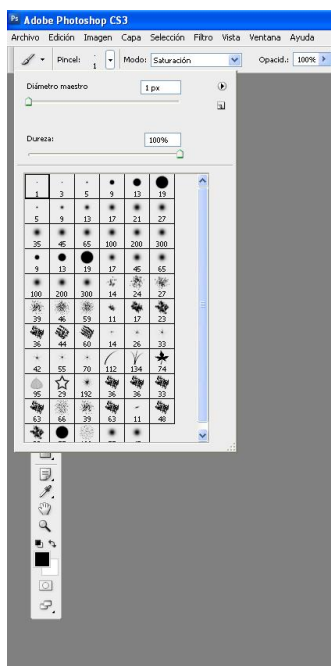 Ps Adobe Photoshop CS3
Archivo Edición Imagen Capa Selección Filtro Vista Ventana Ayuda
Pincel: 1 Modo: Saturación Opacid.: 100%
Diámetro maestro 1 px
Dureza: 100%
1 3 5 9 13 19
5 9 13 17 21 27
35 45 65 100 200 300
9 13 19 17 45 65
100 200 300 14 24 27
39 46 59 11 17 23
36 44 60 14 26 33
42 55 70 112 134 74
95 29 192 36 36 33
63 66 39 63 11 48